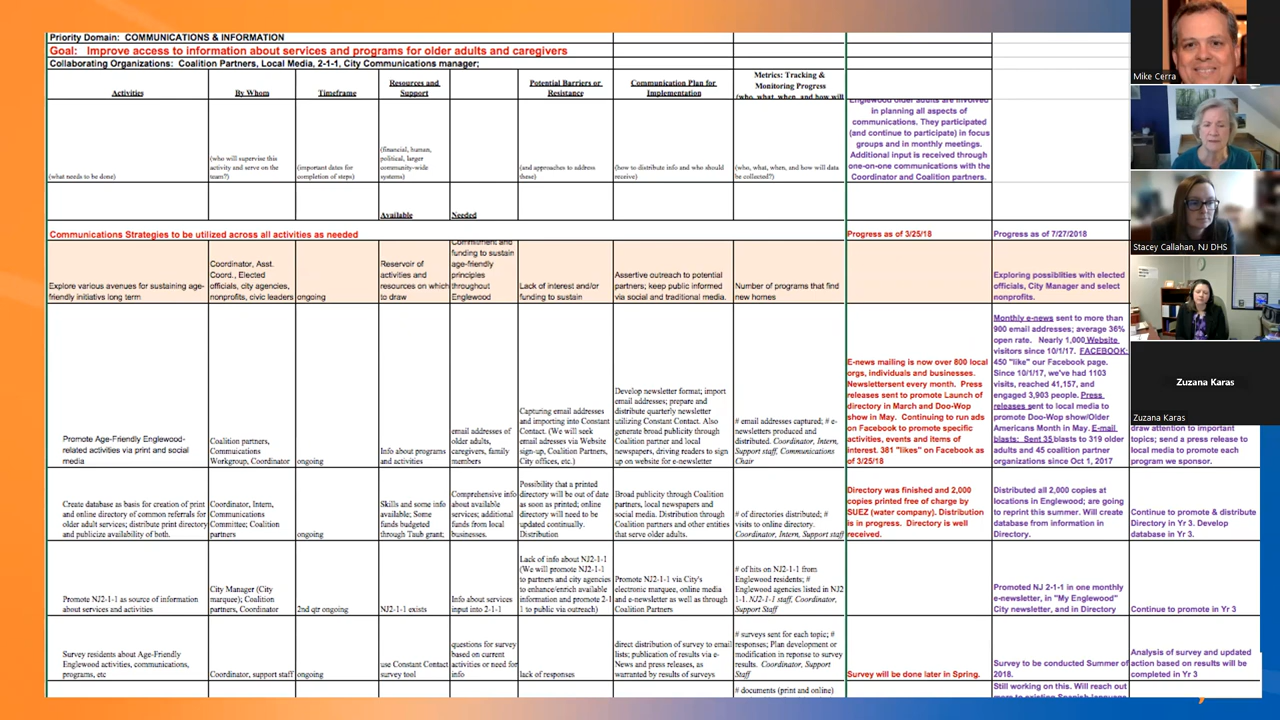 Priority Domain: COMMUNICATIONS & INFORMATION
Goal: Improve access to information about services and programs for older adults and caregivers
Collaborating Organizations: Coalition Partners, Local Media, 2-1-1, City Communications manager;
Activities
By Whom
Timeframe
Resources and
Support
Potential Barriers or
Resistance
Communication Plan for
Implementation
Metrics: Tracking &
Monitoring Progress
(who, what, when, and how will
(what needs to be done)
(who will supervise this
activity and serve on the
team?)
(important dates for
completion of steps)
(financial, human,
political, larger
community-wide
systems)
(and approaches to address
these)
(how to distribute info and who should
receive)
(who, what, when, and how will data
be collected?)
Englewood older adults are involved
in planning all aspects of
communications. They participated
(and continue to participate) in focus
groups and in monthly meetings.
Additional input is received through
one-on-one communications with the
Coordinator and Coalition partners.
Available
Needed
Communications Strategies to be utilized across all activities as needed
Progress as of 3/25/18
Progress as of 7/27/2018
Explore various avenues for sustaining age-
friendly initiativs long term
Coordinator, Asst.
Coord., Elected
officials, city agencies,
nonprofits, civic leaders
ongoing
Reservoir of
activities and
resources on which
to draw
Commitment and
funding to sustain
age-friendly
principles
throughout
Englewood
Lack of interest and/or
funding to sustain
Assertive outreach to potential
partners; keep public informed
via social and traditional media.
Number of programs that find
new homes
Exploring possiblities with elected
officials, City Manager and select
nonprofits.
Promote Age-Friendly Englewood-
related activities via print and social
media
Coalition partners,
Communications
Workgroup, Coordinator
ongoing
Info about programs
and activities
email addresses of
older adults,
caregivers,
family members
Capturing email addresses
and importing into Constant
Contact. (We will seek
email adresses via Website
sign-up, Coalition Partners,
City offices, etc.)
Develop newsletter format; import
email addresses; prepare and
distribute quarterly newsletter
utilizing Constant Contact. Also
generate broad publicity through
Coalition partner and local
newspapers, driving readers to sign
up on website for e-newsletter
# email addresses captured; # e-
newsletters produced and
distributed. Coordinator, Intern,
Support staff, Communications
Chair
E-news mailing is now over 800 local
orgs, individuals and businesses.
Newslettersent every month. Press
releases sent to promote Launch of
directory in March and Doo-Wop
show in May. Continuing to run ads
on Facebook to promote specific
activities, events and items of
interest. 381 "likes" on Facebook as
of 3/25/18
Monthly e-news sent to more than
900 email addresses; average 36%
open rate. Nearly 1,000 Website
visitors since 10/1/17. FACEBOOK:
450 "like" our Facebook page.
Since 10/1/17, we've had 1103
visits, reached 41,157, and
engaged 3,903 people. Press
releases sent to local media to
promote Doo-Wop show/Older
Americans Month in May. E-mail
blasts: Sent 35 blasts to 319 older
adults and 45 coalition partner
organizations since Oct 1, 2017
draw attention to important
topics; send a press release to
local media to promote each
program we sponsor.
Create database as basis for creation of print
and online directory of common referrals for
older adult services; distribute print directory
and publicize availability of both.
Coordinator, Intern,
Communications
Committee; Coalition
partners
ongoing
Skills and some info
available; Some
funds budgeted
through Taub grant;
Comprehensive info
about available
services; additional
funds from local
businesses.
Possibility that a printed
directory will be out of date
as soon as printed; online
directory will need to be
updated continually.
Distribution
Broad publicity through Coalition
partners, local newspapers and
social media. Distribution through
Coalition partners and other entities
that serve older adults.
# of directories distributed; #
visits to online directory.
Coordinator, Intern, Support staff
Directory was finished and 2,000
copies printed free of charge by
SUEZ (water company). Distribution
is in progress. Directory is well
received.
Distributed all 2,000 copies at
locations in Englewood; are going
to reprint this summer. Will create
database from information in
Directory.
Continue to promote & distribute
Directory in Yr 3. Develop
database in Yr 3.
Promote NJ 2-1-1 as source of information
about services and activities
City Manager (City
marquee); Coalition
partners, Coordinator
2nd qtr ongoing
NJ2-1-1 exists
Info about services
input into 2-1-1
Lack of info about NJ2-1-1
(We will promote NJ2-1-1
to partners and city agencies
to enhance/enrich available
information and promote 2-1-
1 to public via outreach)
Promote NJ2-1-1 via City's
electronic marquee, online media
and e-newsletter as well as through
Coalition Partners
# of hits on NJ2-1-1 from
Englewood residents; #
Englewood agencies listed in NJ2
1-1. NJ2-1-1 staff, Coordinator,
Support Staff
Promoted NJ 2-1-1 in one monthly
e-newsletter, in "My Englewood"
City newsletter, and in Directory
Continue to promote in Yr 3
Survey residents about Age-Friendly
Englewood activities, communications,
programs, etc
Coordinator, support staff
ongoing
use Constant Contact
survey tool
questions for survey
based on current
activities or need for
info
lack of responses
direct distribution of survey to email
lists; publication of results via e-
News and press releases, as
warranted by results of surveys
# surveys sent for each topic; #
responses; Plan development or
modification in reponse to survey
results. Coordinator, Support
Staff
Survey will be done later in Spring.
Survey to be conducted Summer of
2018.
Analysis of survey and updated
action based on results will be
completed in Yr 3
# documents (print and online)
Still working on this. Will reach out
Mike Cerra
Stacey Callahan, NJ DHS
Zuzana Karas
Zuzana Karas